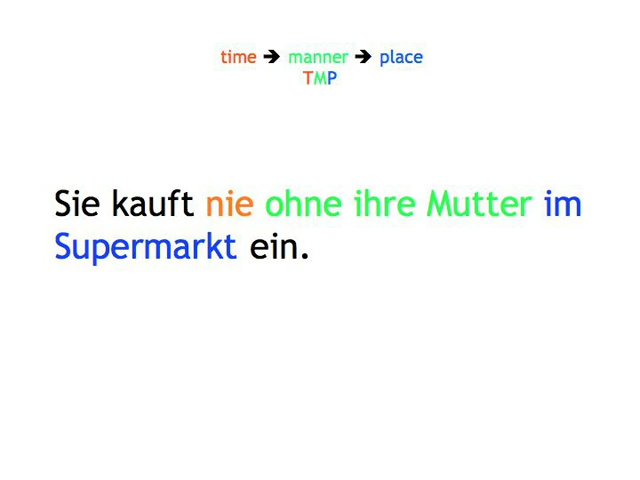 time ➔ manner ➔ place
TMP
Sie kauft nie ohne ihre Mutter im
Supermarkt ein.